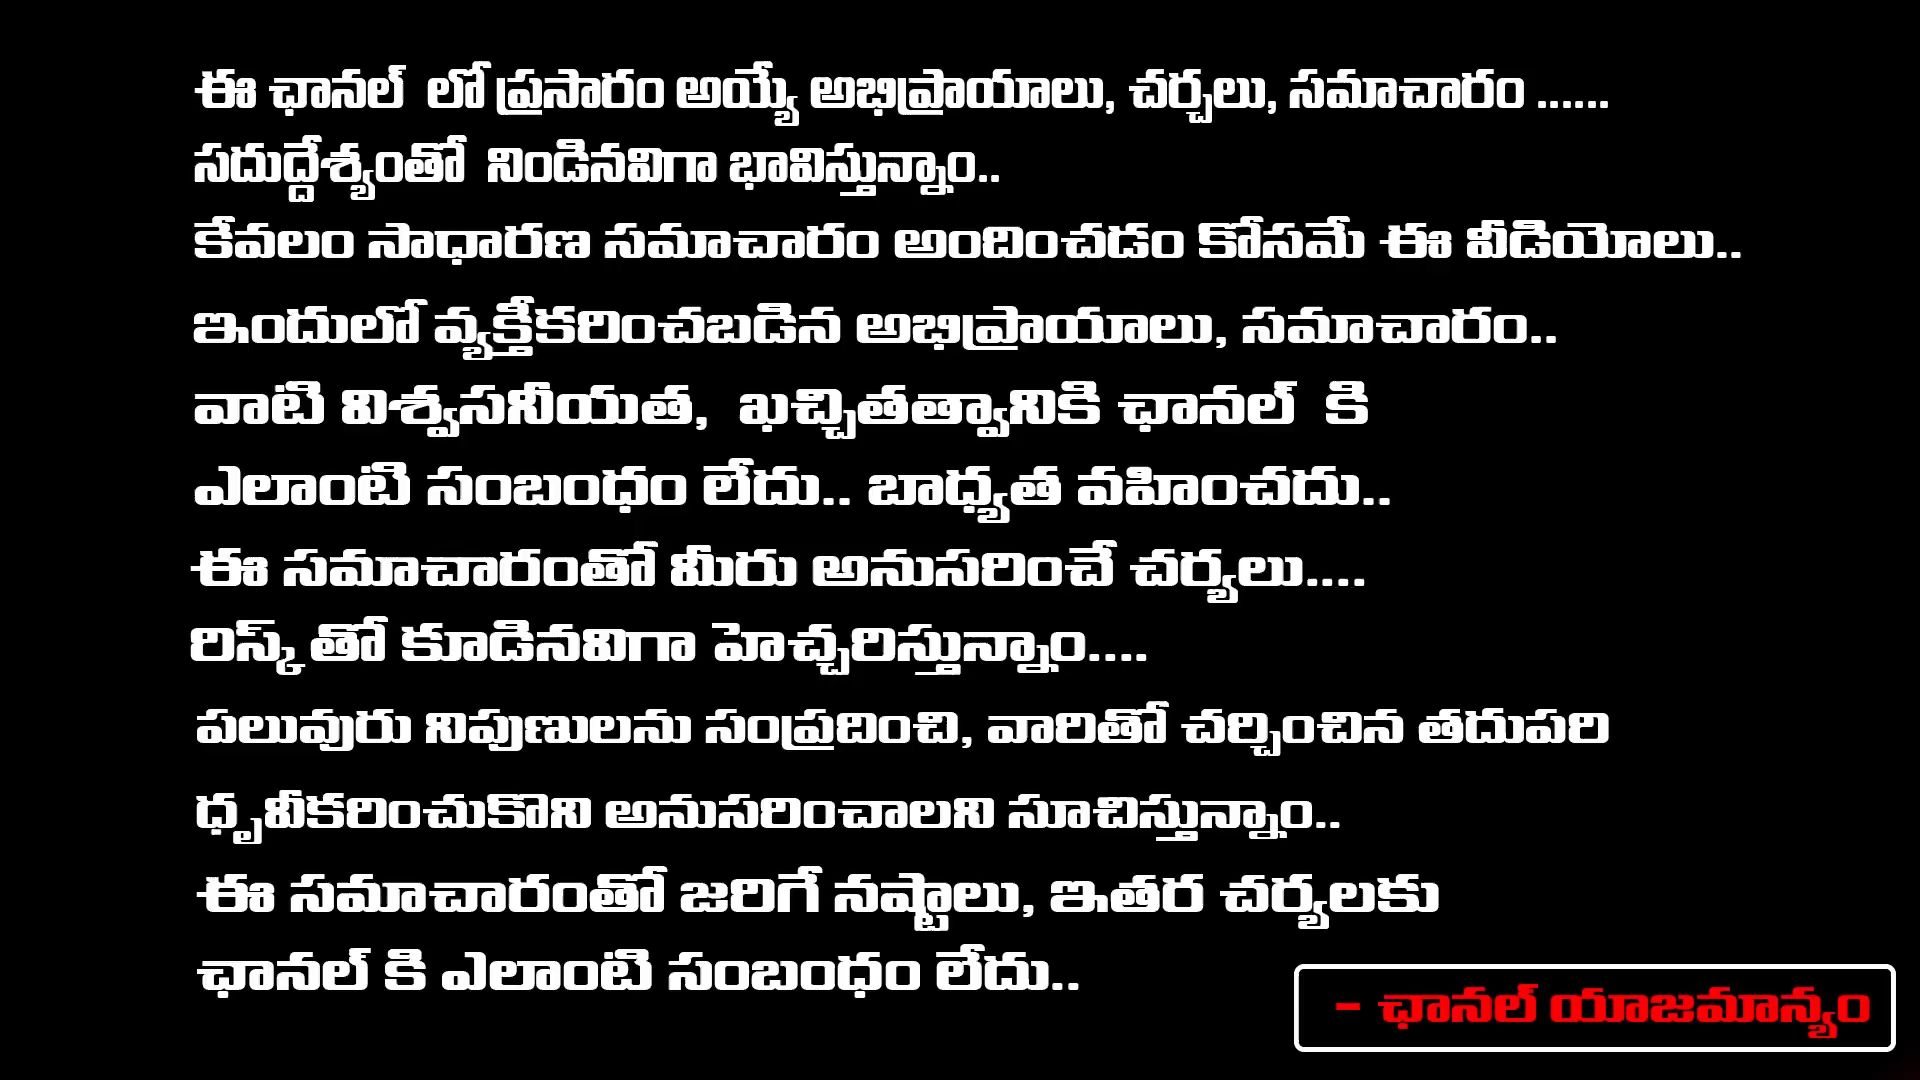 ఈ ఛానల్ లో ప్రసారం అయ్యే అభిప్రాయాలు, చర్చలు, సమాచారం ......
సదుద్దేశ్యంతో నిండినవిగా భావిస్తున్నాం..
కేవలం సాధారణ సమాచారం అందించడం కోసమే ఈ వీడియోలు..
ఇందులో వ్యక్తీకరించబడిన అభిప్రాయాలు, సమాచారం..
వాటి విశ్వసనీయత, ఖచ్చితత్వానికి ఛానల్ కి
ఎలాంటి సంబంధం లేదు.. బాధ్యత వహించదు..
ఈ సమాచారంతో మీరు అనుసరించే చర్యలు....
రిస్క్ తో కూడినవిగా హెచ్చరిస్తున్నాం....
పలువురు నిపుణులను సంప్రదించి, వారితో చర్చించిన తదుపరి
ధృవీకరించుకొని అనుసరించాలని సూచిస్తున్నాం..
ఈ సమాచారంతో జరిగే నష్టాలు, ఇతర చర్యలకు
ఛానల్ కి ఎలాంటి సంబంధం లేదు..
- ఛానల్ యాజమాన్యం